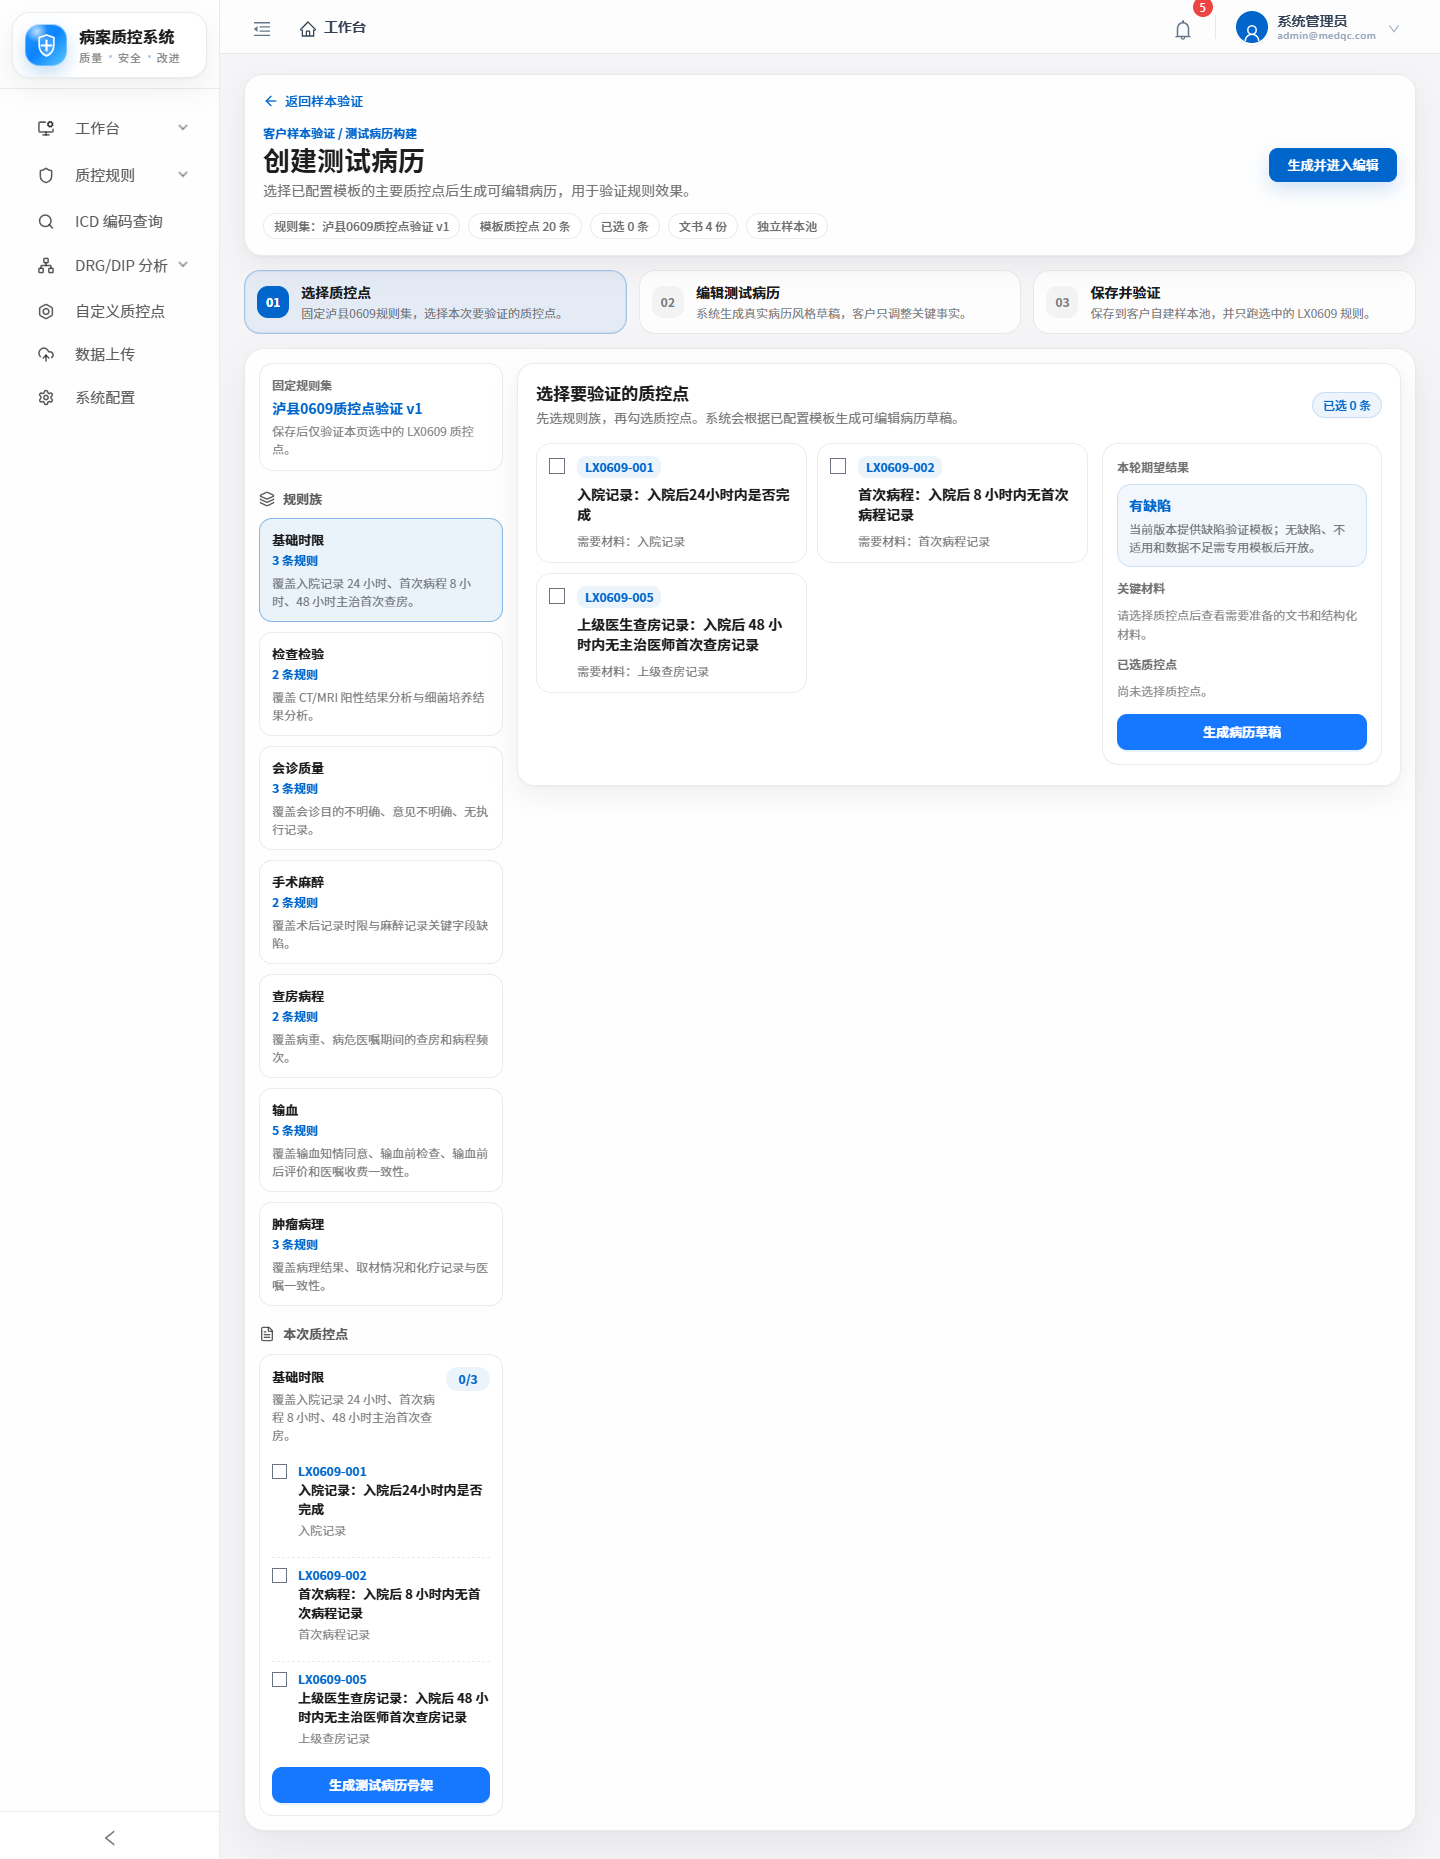 病案质控系统
质量 • 安全 • 改进
工作台
质控规则
ICD 编码查询
DRG/DIP 分析
自定义质控点
数据上传
系统配置
工作台
5
系统管理员
admin@medqc.com
返回样本验证
客户样本验证 / 测试病历构建
创建测试病历
选择已配置模板的主要质控点后生成可编辑病历，用于验证规则效果。
规则集：泸县0609质控点验证 v1
模板质控点 20 条
已选 0 条
文书 4 份
独立样本池
生成并进入编辑
01
选择质控点
固定泸县0609规则集，选择本次要验证的质控点。
02
编辑测试病历
系统生成真实病历风格草稿，客户只调整关键事实。
03
保存并验证
保存到客户自建样本池，并只跑选中的 LX0609 规则。
固定规则集
泸县0609质控点验证 v1
保存后仅验证本页选中的 LX0609 质控
点。
规则族
基础时限
3 条规则
覆盖入院记录 24 小时、首次病程 8 小
时、48 小时主治首次查房。
检查检验
2 条规则
覆盖 CT/MRI 阳性结果分析与细菌培养结
果分析。
会诊质量
3 条规则
覆盖会诊目的不明确、意见不明确、无执
行记录。
手术麻醉
2 条规则
覆盖术后记录时限与麻醉记录关键字段缺
陷。
查房病程
2 条规则
覆盖病重、病危医嘱期间的查房和病程频
次。
输血
5 条规则
覆盖输血知情同意、输血前检查、输血前
后评价和医嘱收费一致性。
肿瘤病理
3 条规则
覆盖病理结果、取材情况和化疗记录与医
嘱一致性。
本次质控点
基础时限
0/3
覆盖入院记录 24 小时、首次病
程 8 小时、48 小时主治首次查
房。
LX0609-001
入院记录：入院后24小时内是否
完成
入院记录
LX0609-002
首次病程：入院后 8 小时内无首
次病程记录
首次病程记录
LX0609-005
上级医生查房记录：入院后 48 小
时内无主治医师首次查房记录
上级查房记录
生成测试病历骨架
选择要验证的质控点
先选规则族，再勾选质控点。系统会根据已配置模板生成可编辑病历草稿。
已选 0 条
LX0609-001
入院记录：入院后24小时内是否完
成
需要材料：入院记录
LX0609-002
首次病程：入院后 8 小时内无首次
病程记录
需要材料：首次病程记录
LX0609-005
上级医生查房记录：入院后 48 小
时内无主治医师首次查房记录
需要材料：上级查房记录
本轮期望结果
有缺陷
当前版本提供缺陷验证模板；无缺陷、不
适用和数据不足需专用模板后开放。
关键材料
请选择质控点后查看需要准备的文书和结构化
材料。
已选质控点
尚未选择质控点。
生成病历草稿